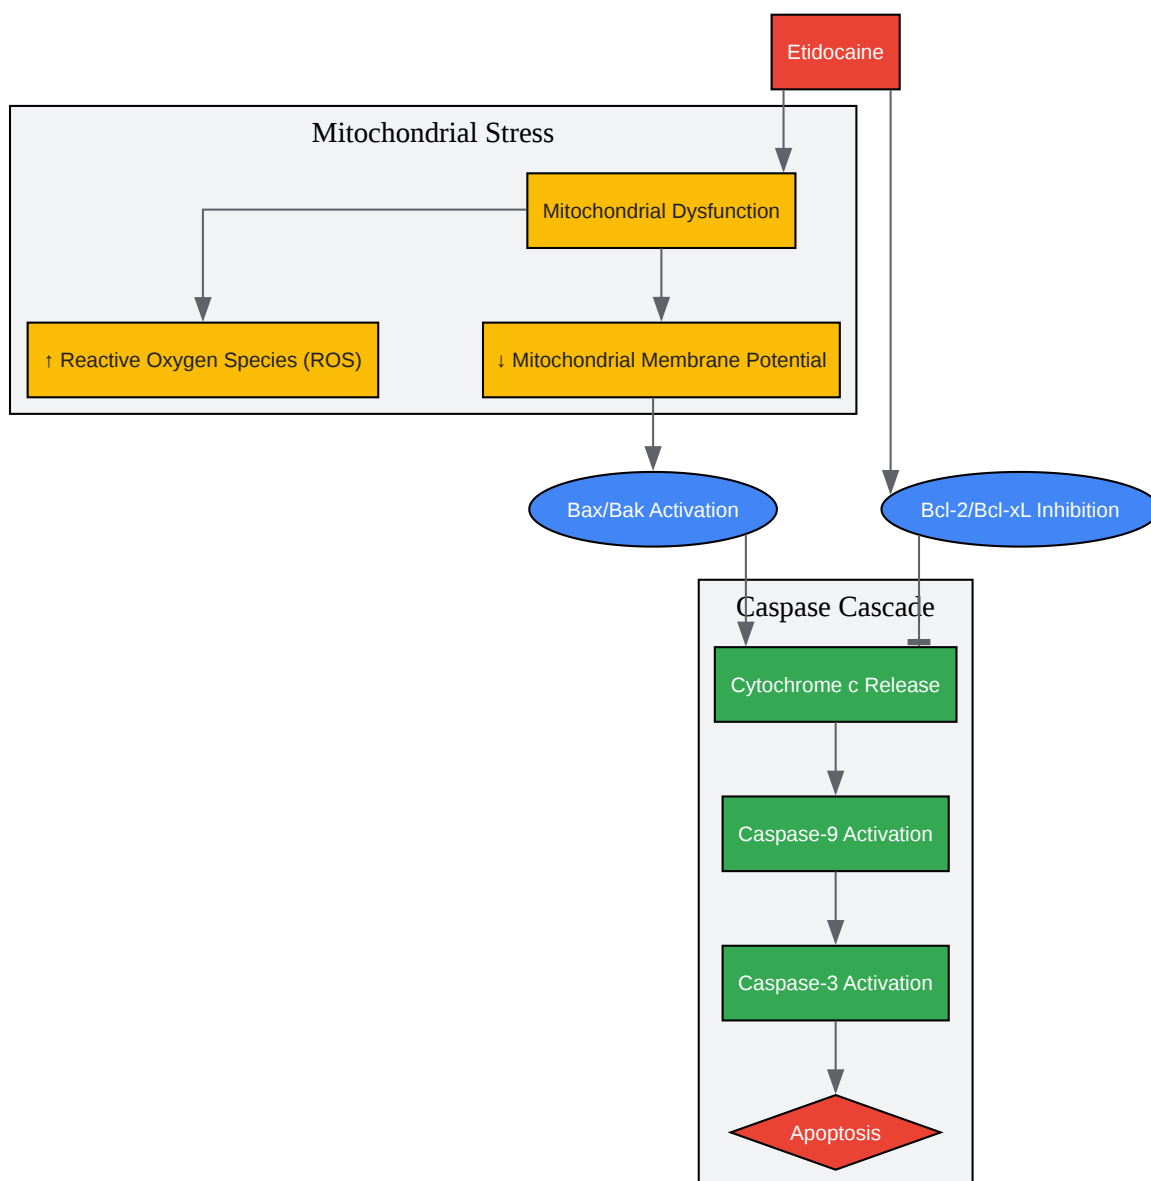 Etidocaine
Mitochondrial Stress
Mitochondrial Dysfunction
↑ Reactive Oxygen Species (ROS)
↓ Mitochondrial Membrane Potential
Bax/Bak Activation
Bcl-2/Bcl-xL Inhibition
Caspase Cascade
Cytochrome c Release
Caspase-9 Activation
Caspase-3 Activation
Apoptosis